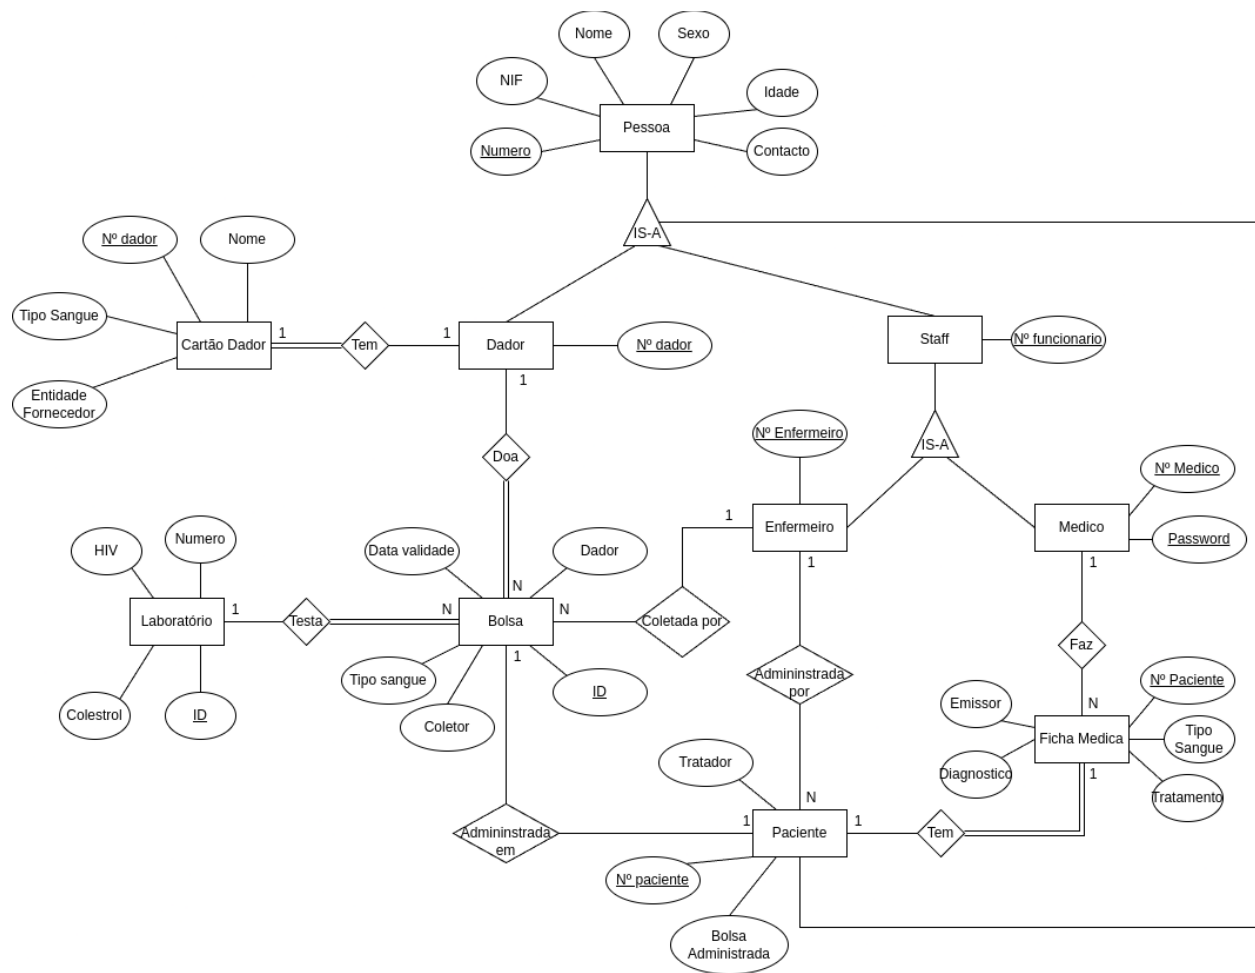 Nome
Sexo
NIF
Idade
Pessoa
Numero
Contacto
IS-A
Nº dador
Nome
Tipo Sangue
Cartão Dador
1
Tem
1
Dador
Nº dador
Staff
Nº funcionario
Entidade
Fornecedor
1
Nº Enfermeiro
IS-A
Doa
Nº Medico
1
Enfermeiro
Medico
Password
HIV
Numero
Data validade
Dador
1
1
N
Laboratório
1
Testa
N
Bolsa
N
Coletada por
Faz
1
Tipo sangue
ID
Admininstrada
por
Nº Paciente
Colestrol
ID
Coletor
Emissor
N
Ficha Medica
Tipo
Sangue
Tratador
Diagnostico
1
Tratamento
N
Admininstrada
em
1
Paciente
1
Tem
Nº paciente
Bolsa
Administrada